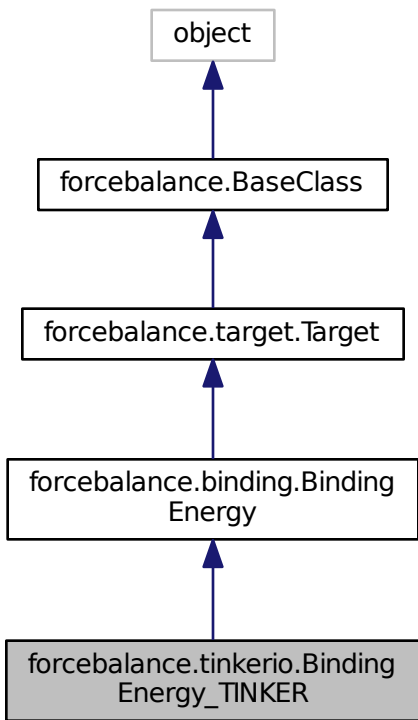 object
forcebalance.BaseClass
forcebalance.target.Target
forcebalance.binding.Binding
Energy
forcebalance.tinkerio.Binding
Energy_TINKER